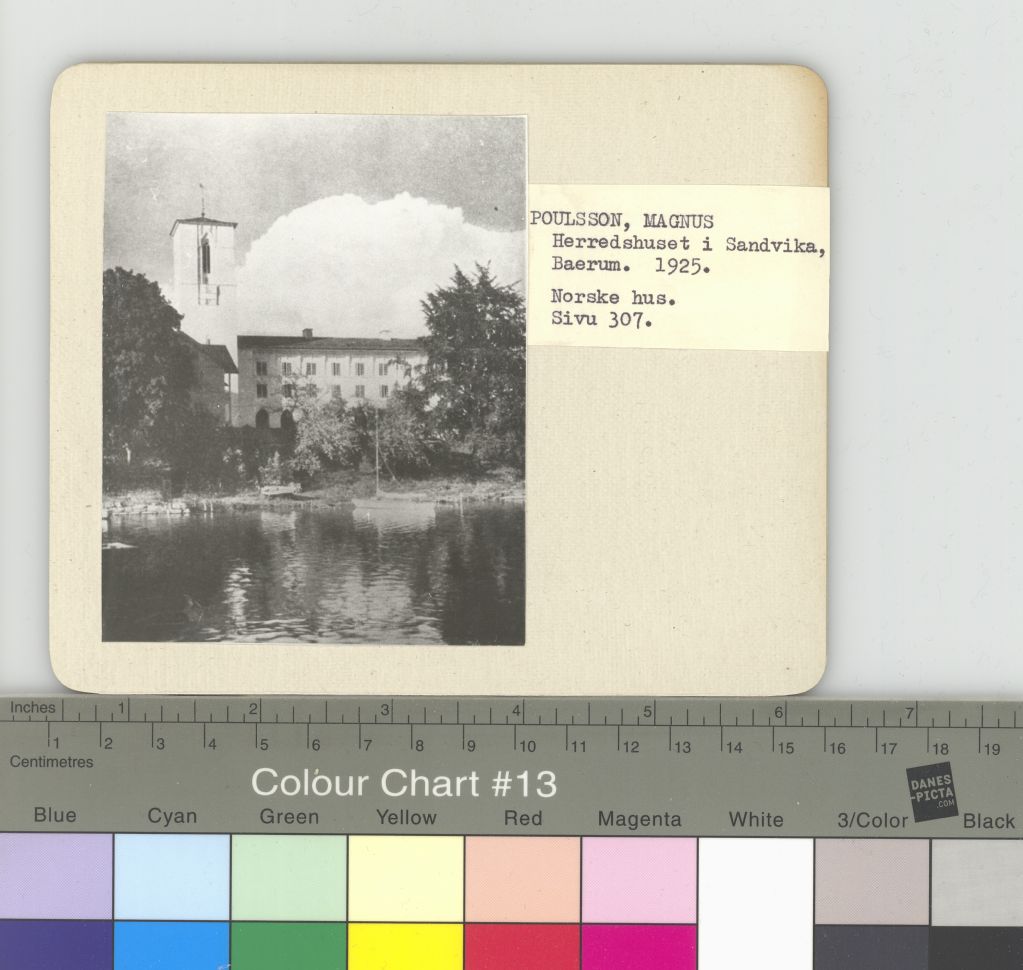 POULSSON, MAGNUS
Herredshuset i Sandvika,
Baerum. 1925.
Norske hus.
Sivu 307.
Inches 1 2 3 4 5 6 7
1 2 3 4 5 6 7 8 9 10 11 12 13 14 15 16 17 18 19
Centimetres
Colour Chart #13
DANES
-PICTA
.COM
Blue Cyan Green Yellow Red Magenta White 3/Color Black